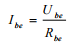 I_be = U_be / R_be